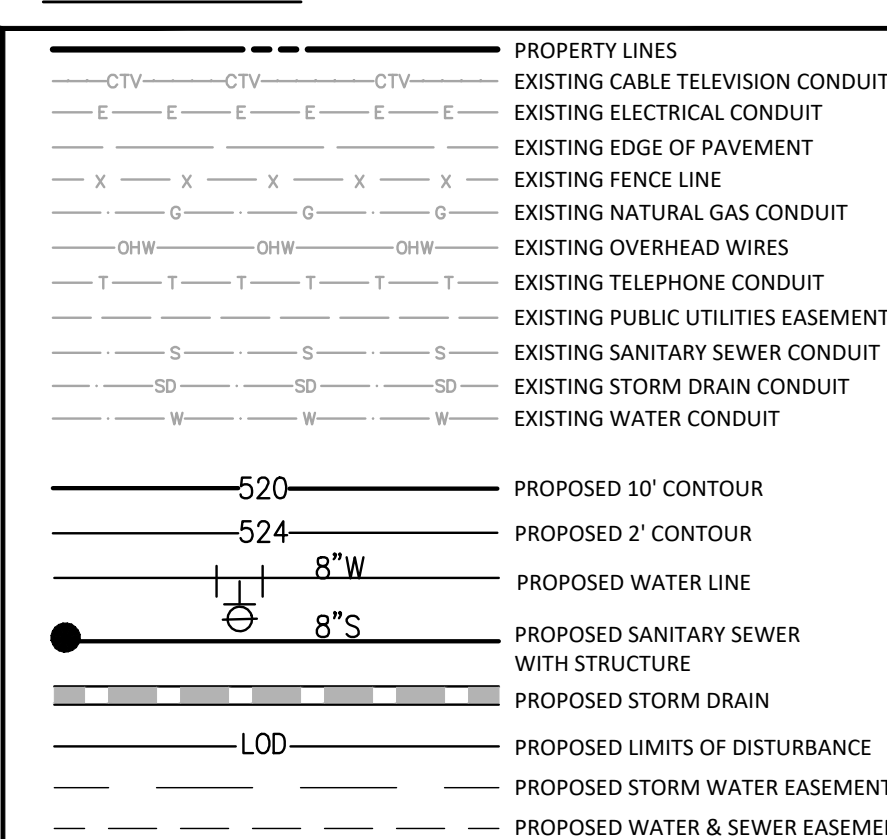 PROPERTY LINES
CTV CTV CTV EXISTING CABLE TELEVISION CONDUIT
E E E E E E EXISTING ELECTRICAL CONDUIT
EXISTING EDGE OF PAVEMENT
X X X X X EXISTING FENCE LINE
G G G EXISTING NATURAL GAS CONDUIT
OHW OHW OHW EXISTING OVERHEAD WIRES
T T T T T T EXISTING TELEPHONE CONDUIT
EXISTING PUBLIC UTILITIES EASEMENT
S S S EXISTING SANITARY SEWER CONDUIT
SD SD SD EXISTING STORM DRAIN CONDUIT
W W W EXISTING WATER CONDUIT
520 PROPOSED 10' CONTOUR
524 PROPOSED 2' CONTOUR
8"W PROPOSED WATER LINE
8"S PROPOSED SANITARY SEWER
WITH STRUCTURE
PROPOSED STORM DRAIN
LOD PROPOSED LIMITS OF DISTURBANCE
PROPOSED STORM WATER EASEMENT
PROPOSED WATER & SEWER EASEME